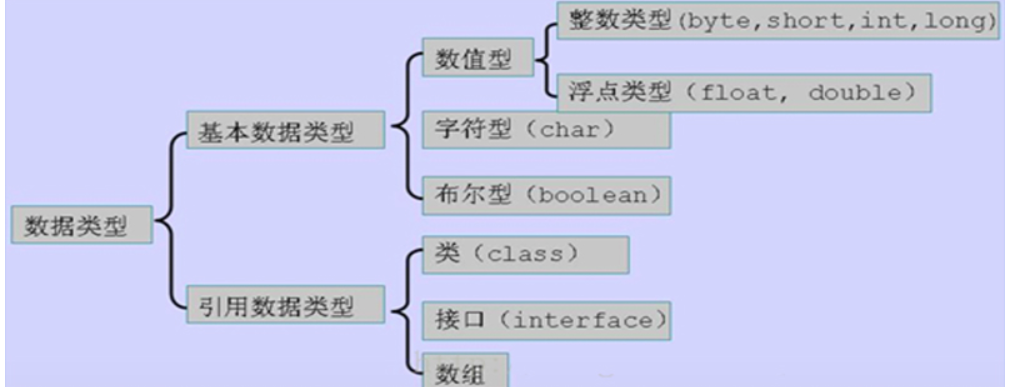 整数类型(byte,short,int,long)
数值型
浮点类型（float, double）
基本数据类型
字符型（char）
布尔型（boolean）
数据类型
类（class）
引用数据类型
接口（interface）
数组